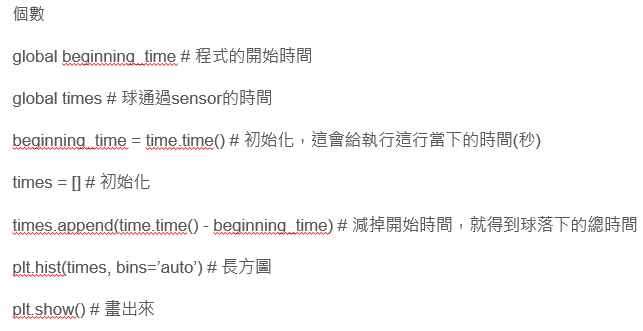 個數
global beginning_time # 程式的開始時間
global times # 球通過sensor的時間
beginning_time = time.time() # 初始化，這會給執行這行當下的時間(秒)
times = [] # 初始化
times.append(time.time() - beginning_time) # 減掉開始時間，就得到球落下的總時間
plt.hist(times, bins=’auto’) # 長方圖
plt.show() # 畫出來